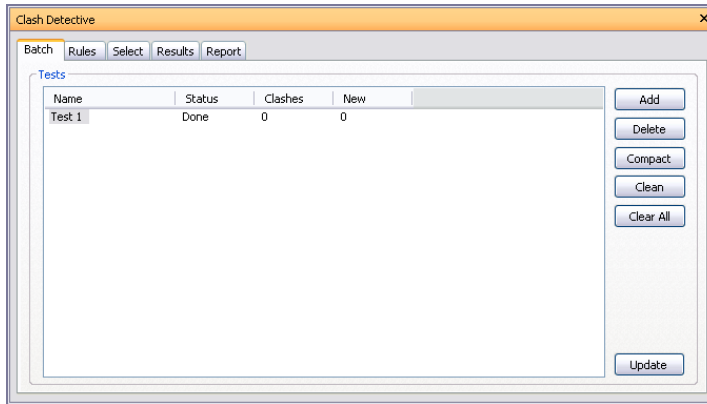 Clash Detective
Batch Rules Select Results Report
Tests
Name Status Clashes New
Test 1 Done 0 0
Add
Delete
Compact
Clean
Clear All
Update